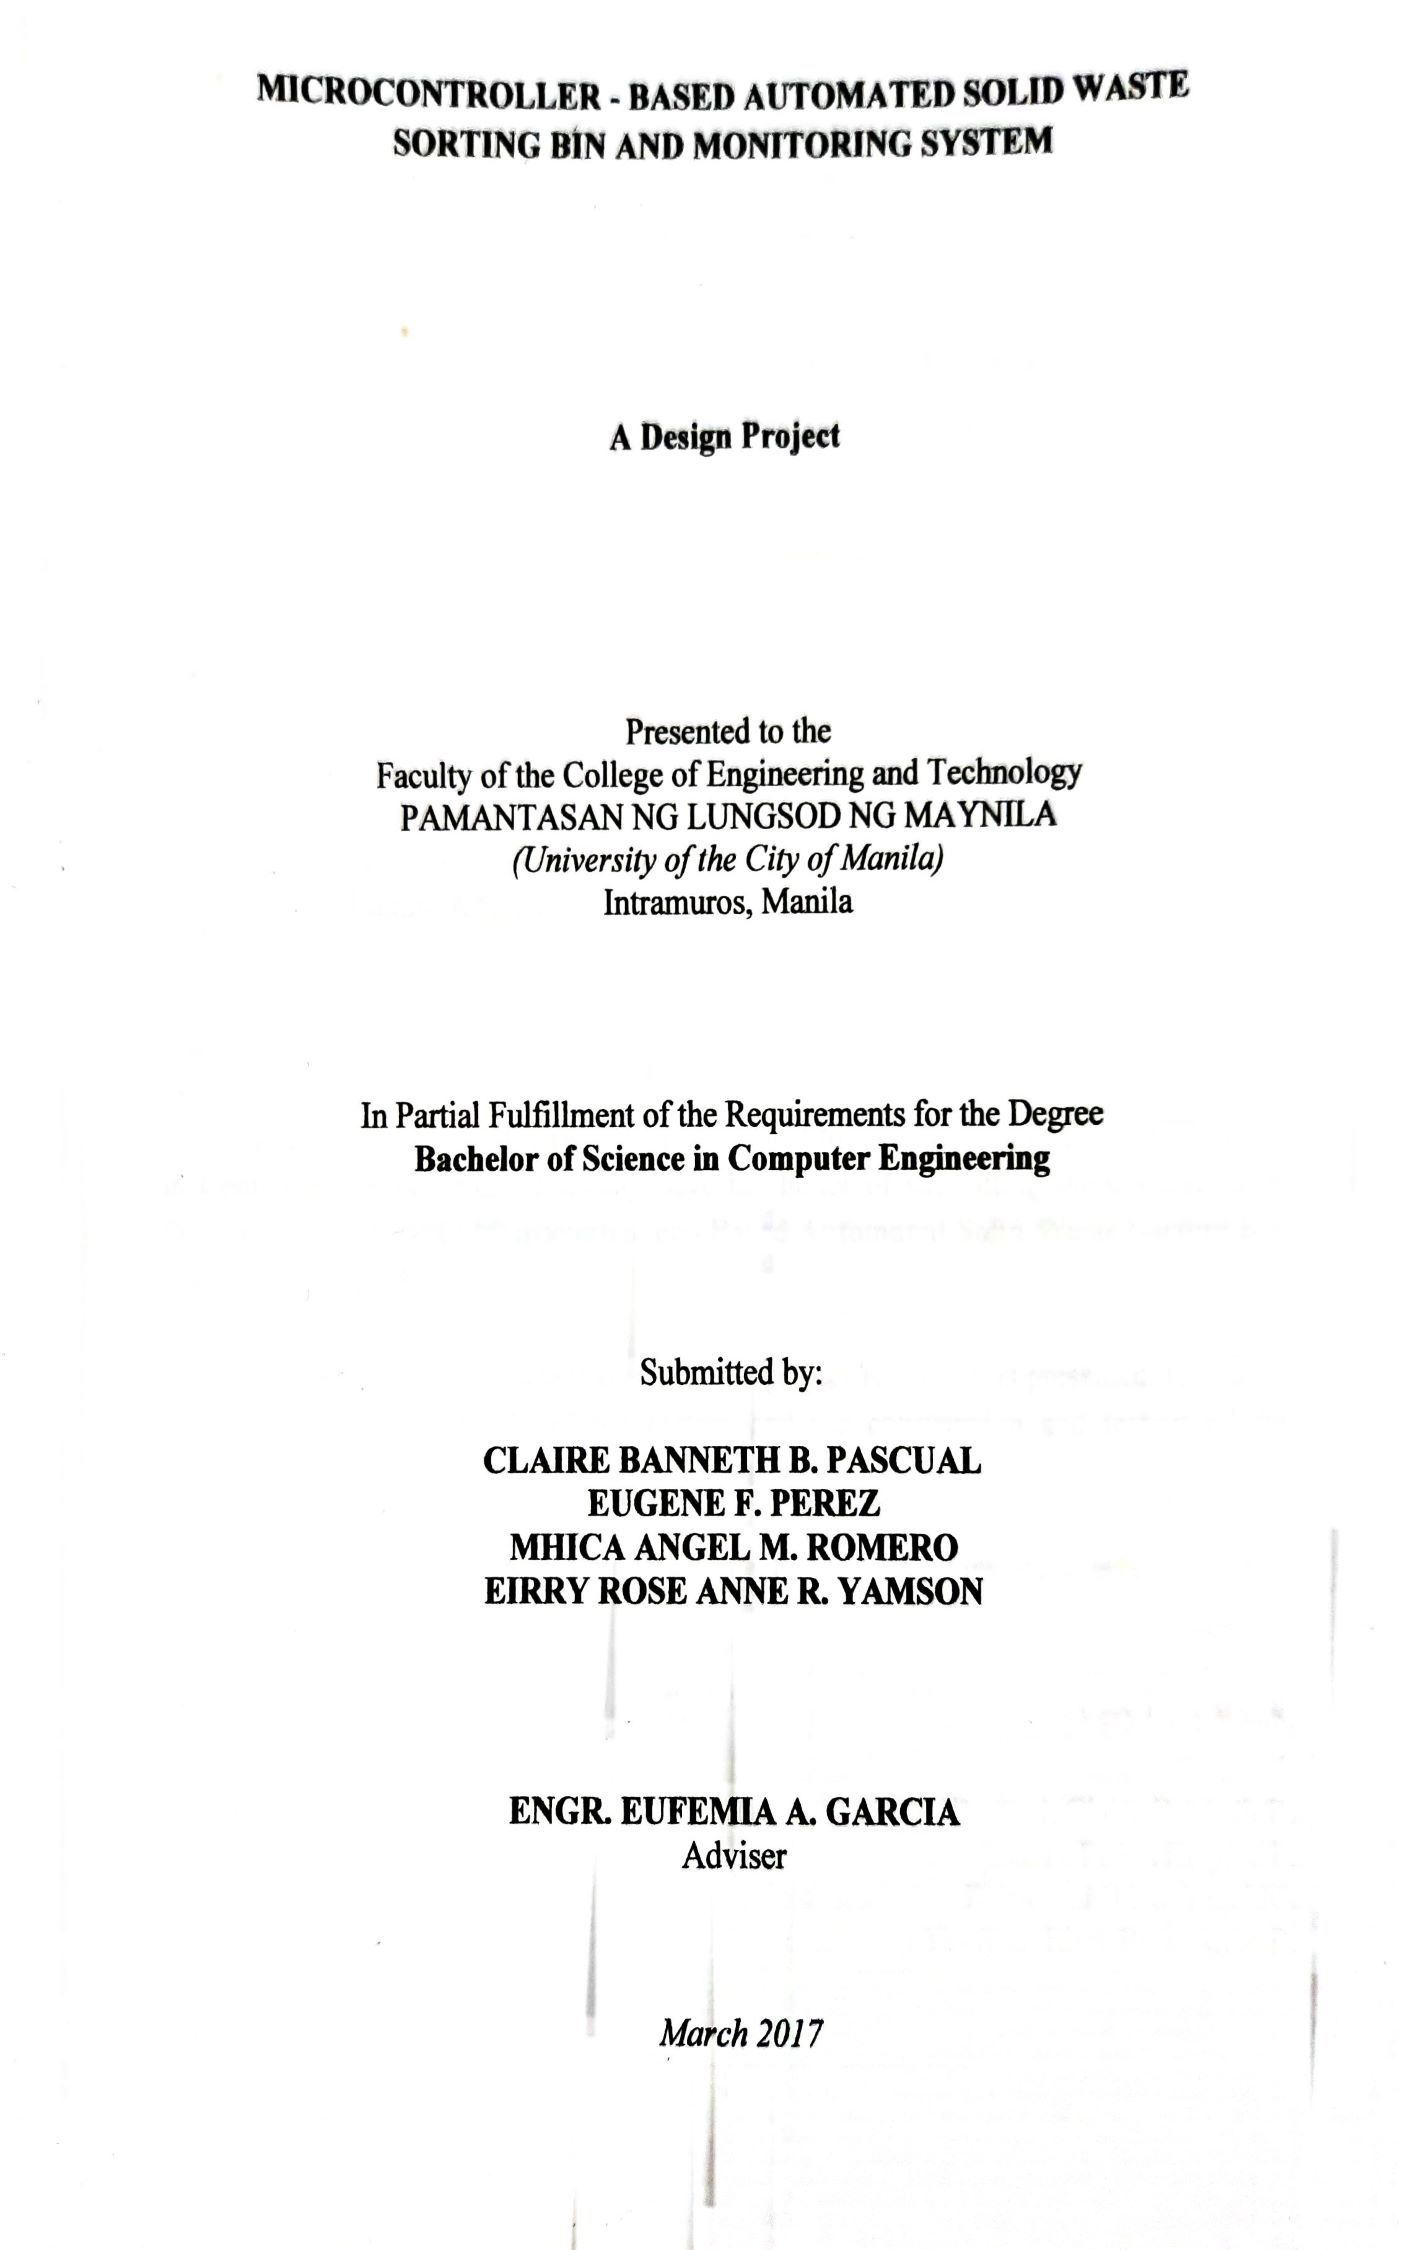 MICROCONTROLLER - BASED AUTOMATED SOLID WASTE
SORTING BIN AND MONITORING SYSTEM
A Design Project
Presented to the
Faculty of the College of Engineering and Technology
PAMANTASAN NG LUNGSOD NG MAYNILA
(University of the City of Manila)
Intramuros, Manila
In Partial Fulfillment of the Requirements for the Degree
Bachelor of Science in Computer Engineering
Submitted by:
CLAIRE BANNETH B. PASCUAL
EUGENE F. PEREZ
MHICA ANGEL M. ROMERO
EIRRY ROSE ANNE R. YAMSON
ENGR. EUFEMIA A. GARCIA
Adviser
March 2017